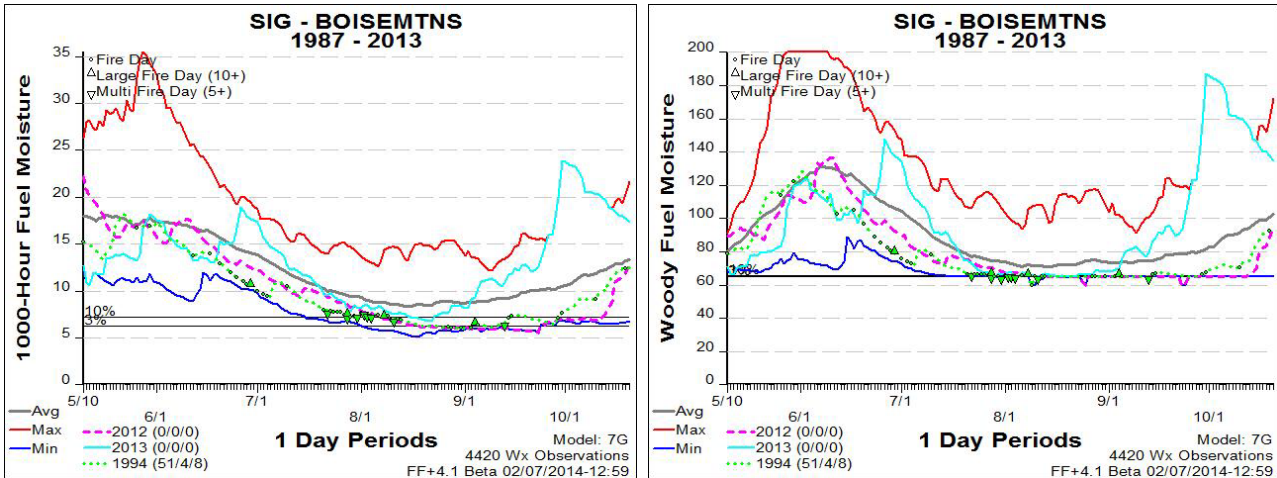 SIG - BOISEMTNS
1987 - 2013
Fire Day
Large Fire Day (10+)
Multi Fire Day (5+)
1000-Hour Fuel Moisture
35
30
25
20
15
10
5
0
10%
3%
5/10
6/1
7/1
8/1
9/1
10/1
Avg
Max
Min
2012 (0/0/0)
2013 (0/0/0)
1994 (51/4/8)
1 Day Periods
Model: 7G
4420 Wx Observations
FF+4.1 Beta 02/07/2014-12:59
SIG - BOISEMTNS
1987 - 2013
Fire Day
Large Fire Day (10+)
Multi Fire Day (5+)
Woody Fuel Moisture
200
180
160
140
120
100
80
60
40
20
0
5/10
6/1
7/1
8/1
9/1
10/1
Avg
Max
Min
2012 (0/0/0)
2013 (0/0/0)
1994 (51/4/8)
1 Day Periods
Model: 7G
4420 Wx Observations
FF+4.1 Beta 02/07/2014-12:59